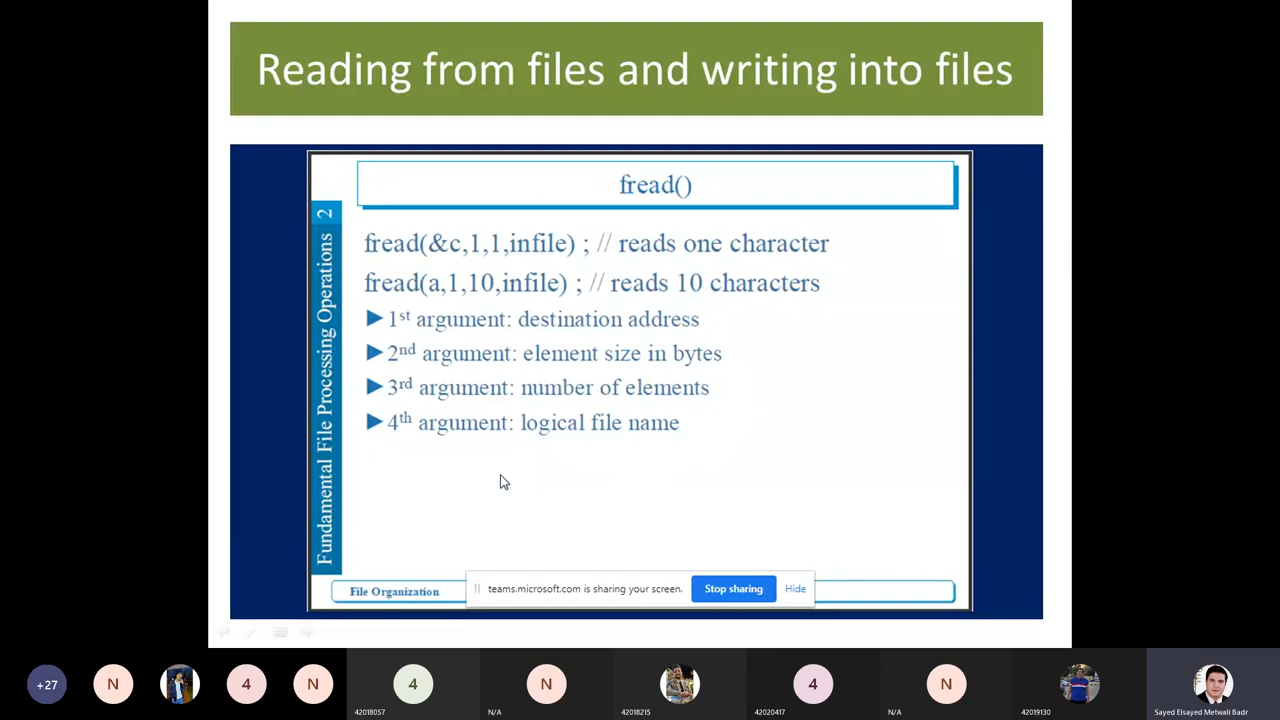 Reading from files and writing into files
fread()
Fundamental File Processing Operations 2
fread(&c,1,1,infile) ; // reads one character
fread(a,1,10,infile) ; // reads 10 characters
▶1st argument: destination address
▶2nd argument: element size in bytes
▶3rd argument: number of elements
▶4th argument: logical file name
File Organization
teams.microsoft.com is sharing your screen.
Stop sharing
Hide
+27
N
4
N
4
N
4
N
42018057
N/A
42018215
42020417
N/A
42019130
Sayed Elsayed Metwali Badr